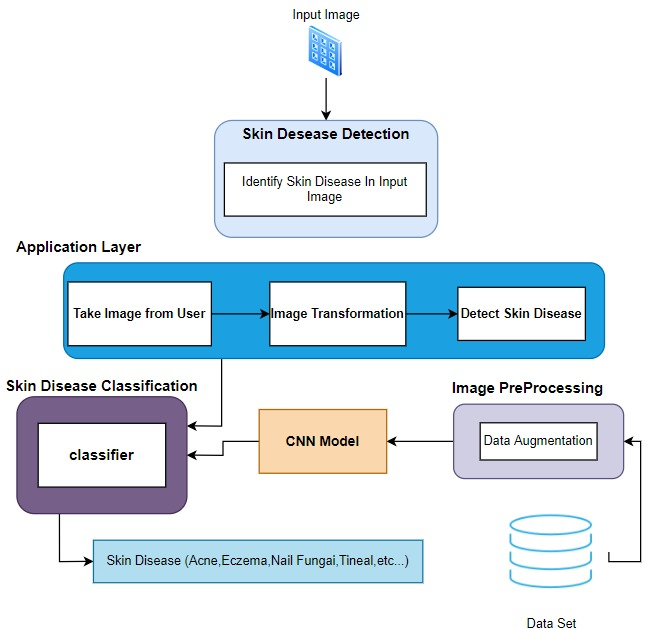 Input Image
Skin Desease Detection
Identify Skin Disease In Input
Image
Application Layer
Take Image from User
Image Transformation
Detect Skin Disease
Skin Disease Classification
Image PreProcessing
classifier
CNN Model
Data Augmentation
Skin Disease (Acne,Eczema,Nail Fungai,Tineal,etc...)
Data Set